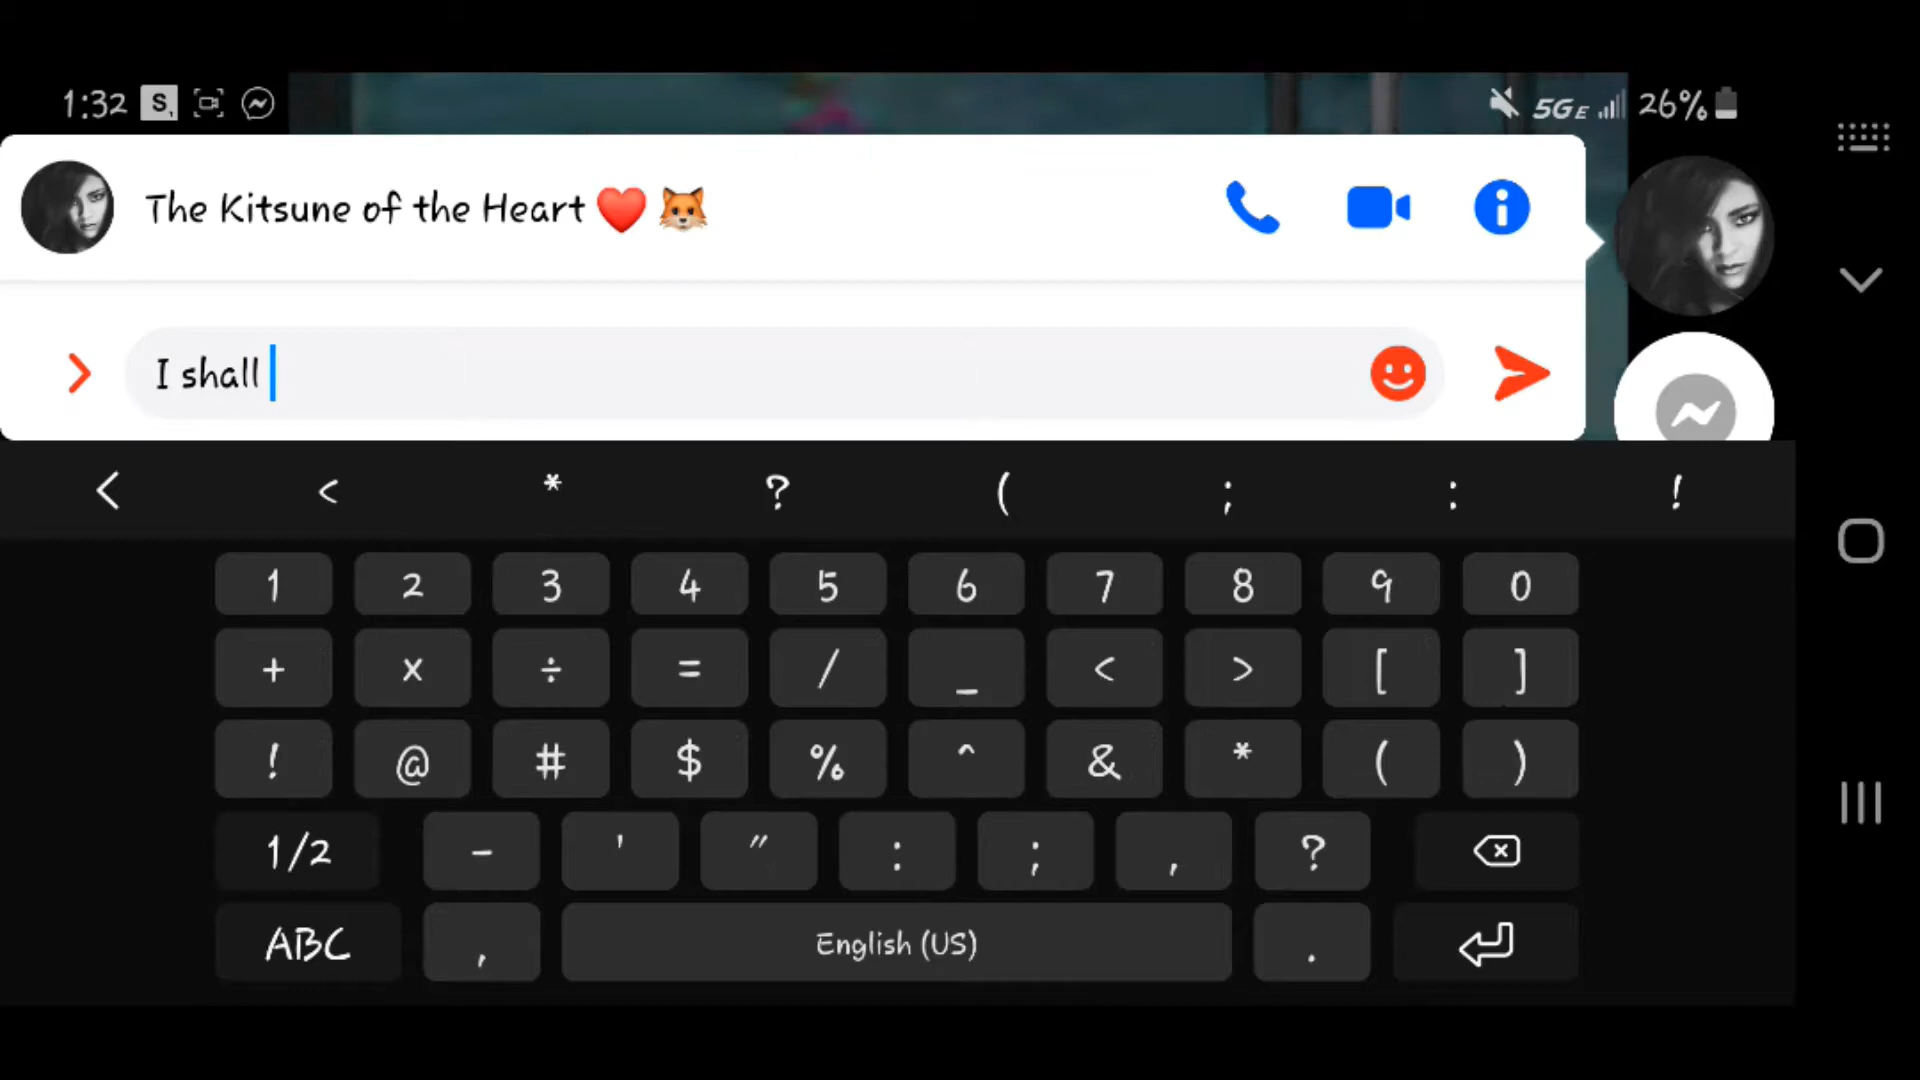 1:32 S, 5GE 26%
The Kitsune of the Heart ❤️ 🦊
I shall
< * ? ( ; : !
1 2 3 4 5 6 7 8 9 0
+ × ÷ = / _ < > [ ]
! @ # $ % ^ & * ( )
1/2 - ' " : ; , ?
ABC , English (US) .